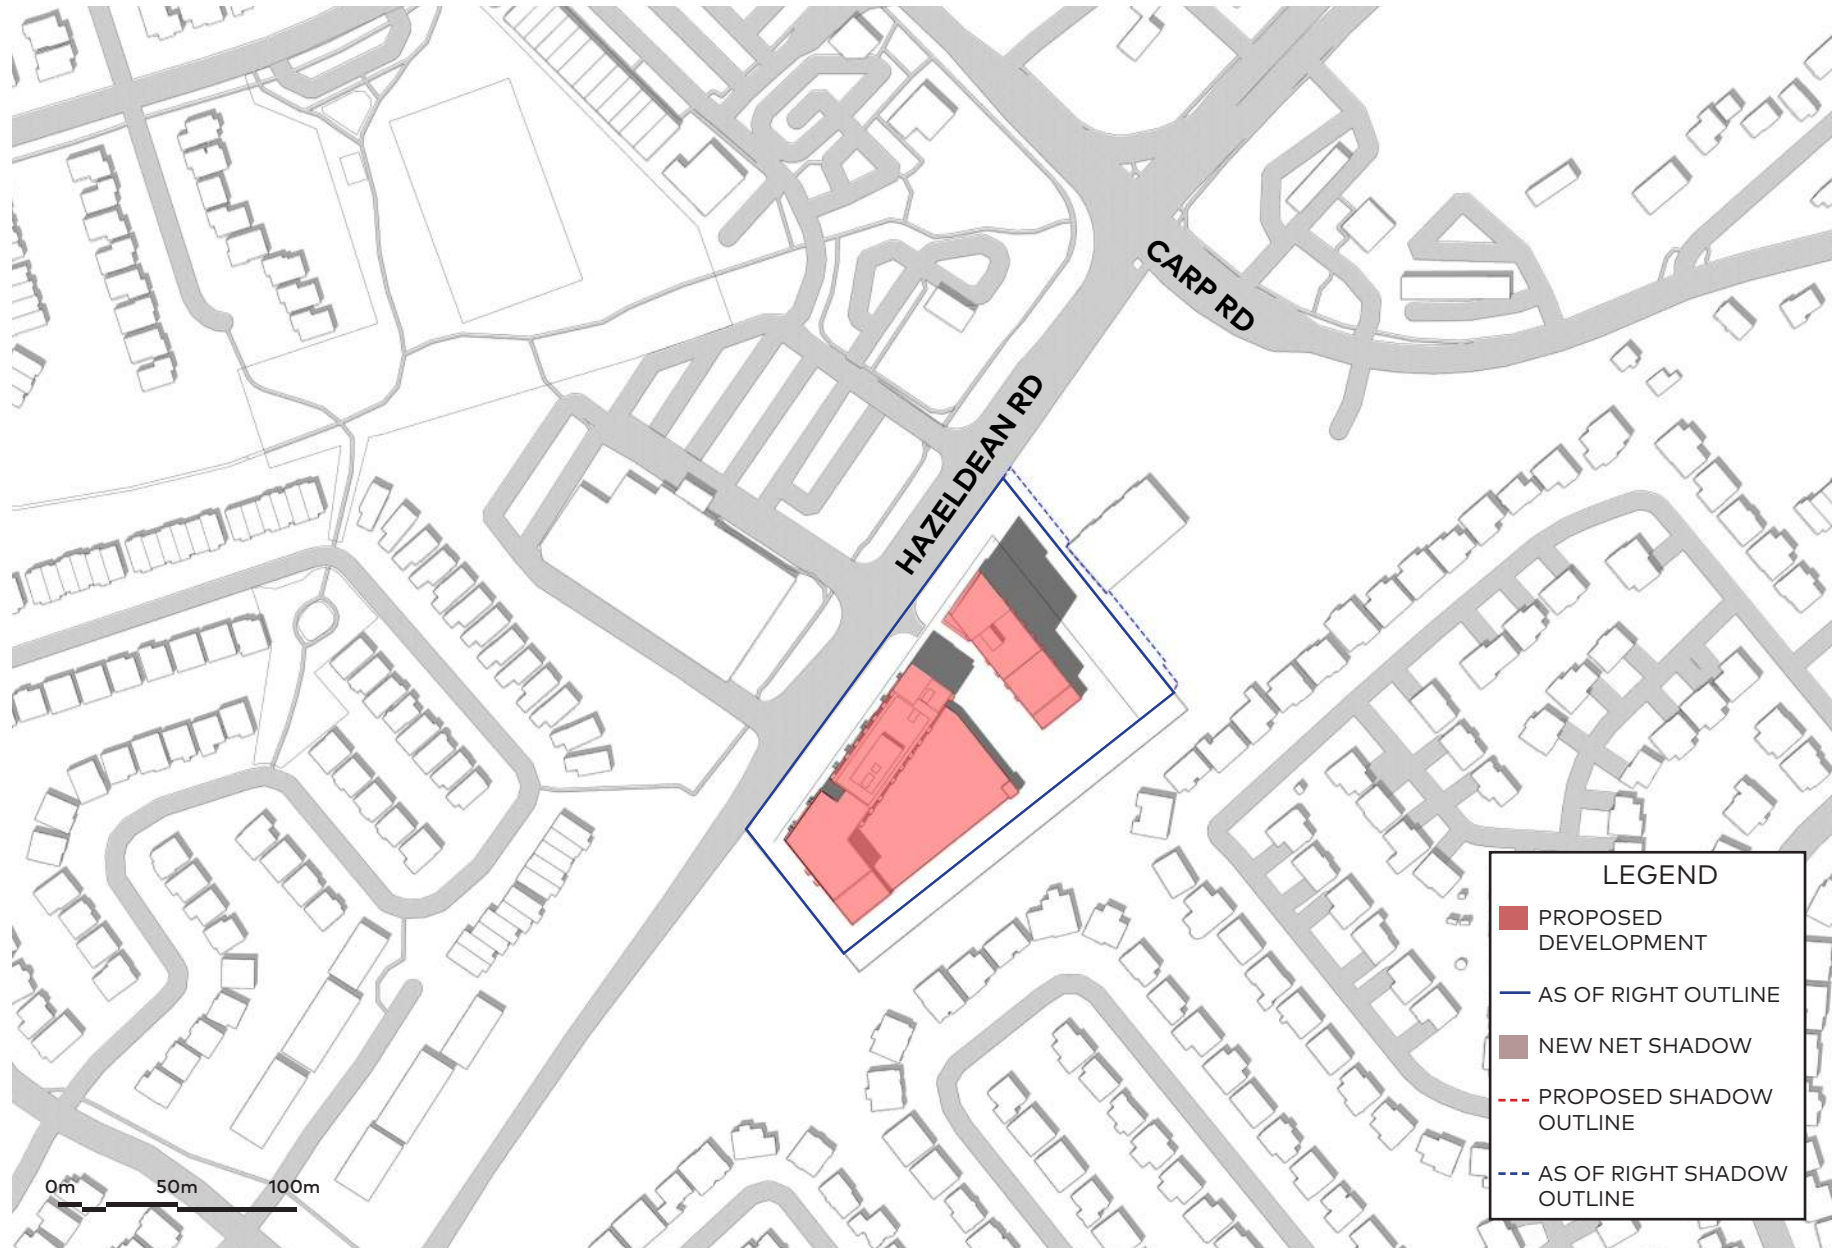 CARP RD
HAZELDEAN RD
LEGEND
PROPOSED
DEVELOPMENT
AS OF RIGHT OUTLINE
NEW NET SHADOW
PROPOSED SHADOW
OUTLINE
AS OF RIGHT SHADOW
OUTLINE
0m 50m 100m